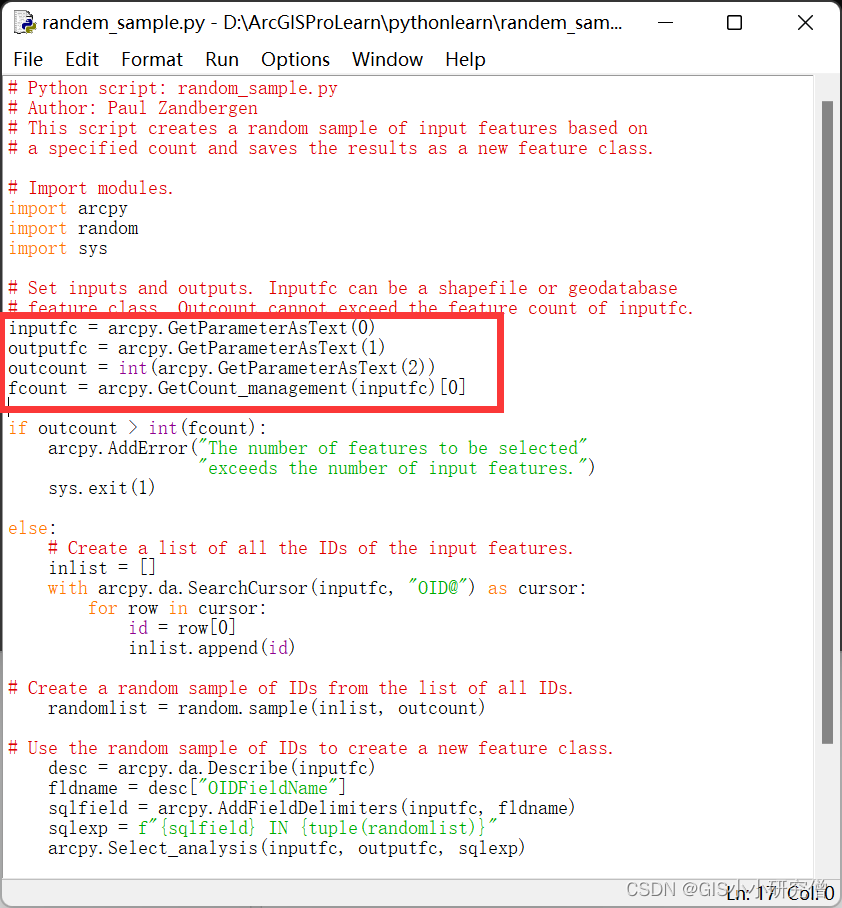 randem_sample.py - D:\ArcGISProLearn\pythonlearn\randem_sam...
File Edit Format Run Options Window Help
# Python script: random_sample.py
# Author: Paul Zandbergen
# This script creates a random sample of input features based on
# a specified count and saves the results as a new feature class.
# Import modules.
import arcpy
import random
import sys
# Set inputs and outputs. Inputfc can be a shapefile or geodatabase
# feature class. Outcount cannot exceed the feature count of inputfc.
inputfc = arcpy.GetParameterAsText(0)
outputfc = arcpy.GetParameterAsText(1)
outcount = int(arcpy.GetParameterAsText(2))
fcount = arcpy.GetCount_management(inputfc)[0]
if outcount > int(fcount):
    arcpy.AddError("The number of features to be selected"
                   "exceeds the number of input features.")
    sys.exit(1)
else:
    # Create a list of all the IDs of the input features.
    inlist = []
    with arcpy.da.SearchCursor(inputfc, "OID@") as cursor:
        for row in cursor:
            id = row[0]
            inlist.append(id)
# Create a random sample of IDs from the list of all IDs.
    randomlist = random.sample(inlist, outcount)
# Use the random sample of IDs to create a new feature class.
    desc = arcpy.da.Describe(inputfc)
    fldname = desc["OIDFieldName"]
    sqlfield = arcpy.AddFieldDelimiters(inputfc, fldname)
    sqlexp = f"{sqlfield} IN {tuple(randomlist)}"
    arcpy.Select_analysis(inputfc, outputfc, sqlexp)
CSDN @GIS小小研究僧
Ln: 17 Col: 0